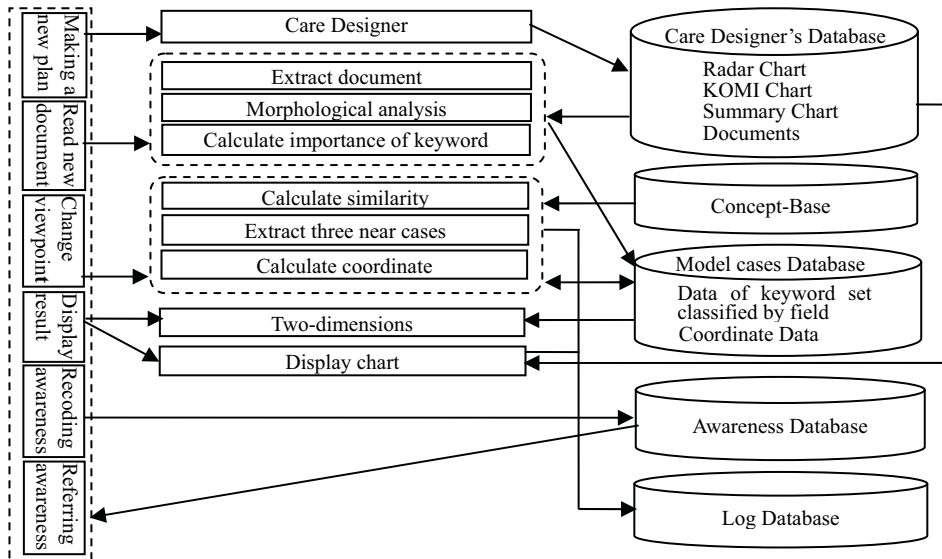 Making a
new plan
Read new
document
Change
viewpoint
Display
result
Recoding
awareness
Referring
awareness
Care Designer
Extract document
Morphological analysis
Calculate importance of keyword
Calculate similarity
Extract three near cases
Calculate coordinate
Two-dimensions
Display chart
Care Designer's Database
Radar Chart
KOMI Chart
Summary Chart
Documents
Concept-Base
Model cases Database
Data of keyword set
classified by field
Coordinate Data
Awareness Database
Log Database